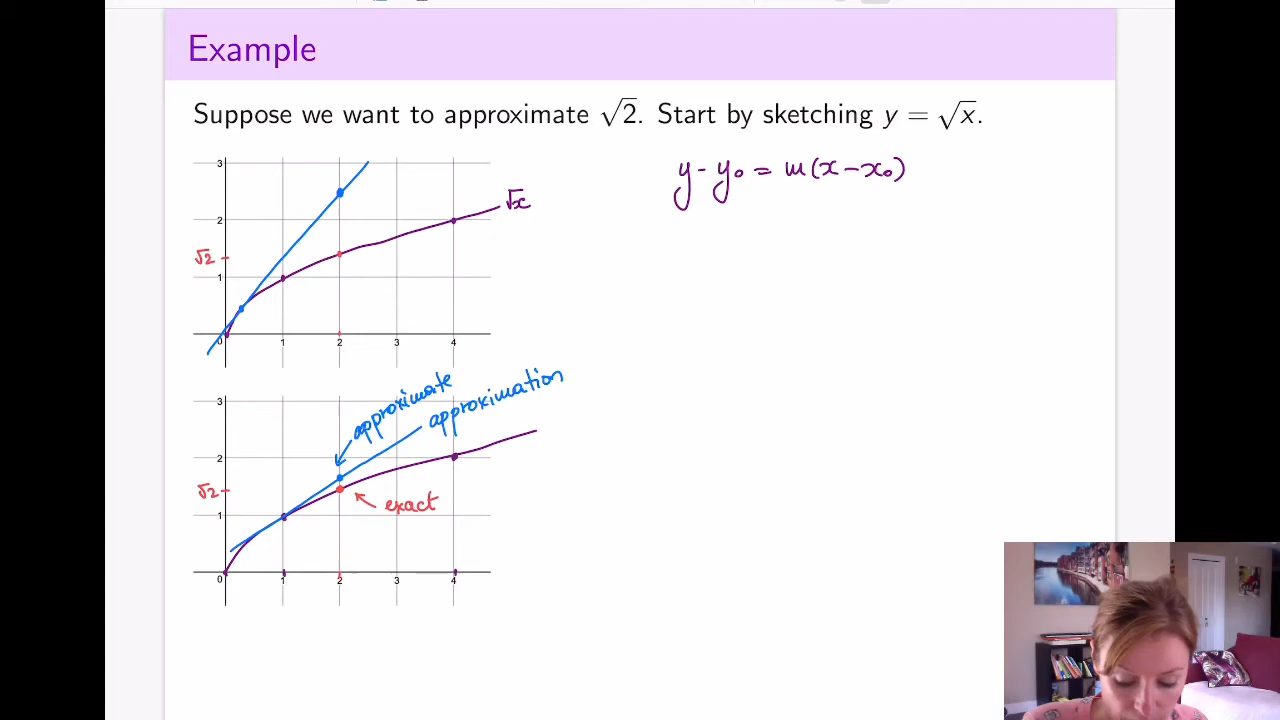 Example
Suppose we want to approximate √2. Start by sketching y = √x.
y - y₀ = m(x - x₀)
3
2
√2
1
0
1
2
3
4
√x
approximate
approximation
3
2
√2
1
exact
0
1
2
3
4